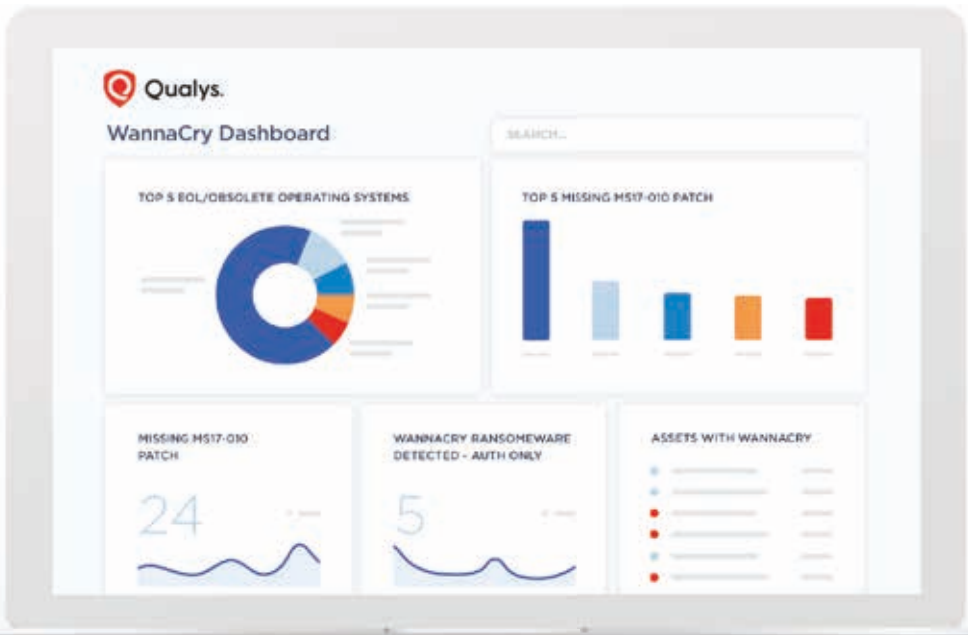 Qualys.
WannaCry Dashboard
SEARCH...
TOP 5 EOL/OBSOLETE OPERATING SYSTEMS
TOP 5 MISSING MS17-010 PATCH
MISSING MS17-010
PATCH
24
WANNACRY RANSOMEWARE
DETECTED - AUTH ONLY
5
ASSETS WITH WANNACRY